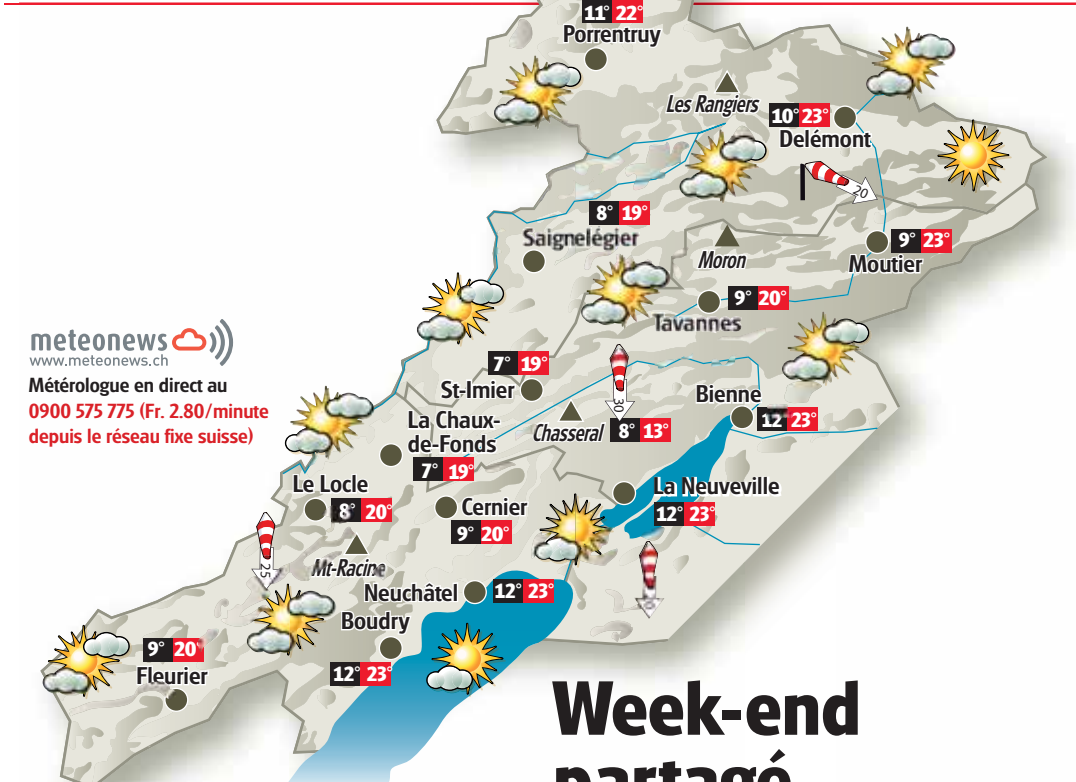 11° 22°
Porrentruy
Les Rangiers
10° 23°
Delémont
20
8° 19°
Saignelégier
Moron
9° 23°
Moutier
9° 20°
Tavannes
meteonews
www.meteonews.ch
Météorologue en direct au
0900 575 775 (Fr. 2.80/minute
depuis le réseau fixe suisse)
7° 19°
St-Imier
30
Bienne
12° 23°
La Chaux-
de-Fonds
7° 19°
Chasseral 8° 13°
Le Locle
8° 20°
Cernier
9° 20°
La Neuveville
12° 23°
25
Mt-Racine
Neuchâtel 12° 23°
Boudry
12° 23°
9° 20°
Fleurier
Week-end
partagé